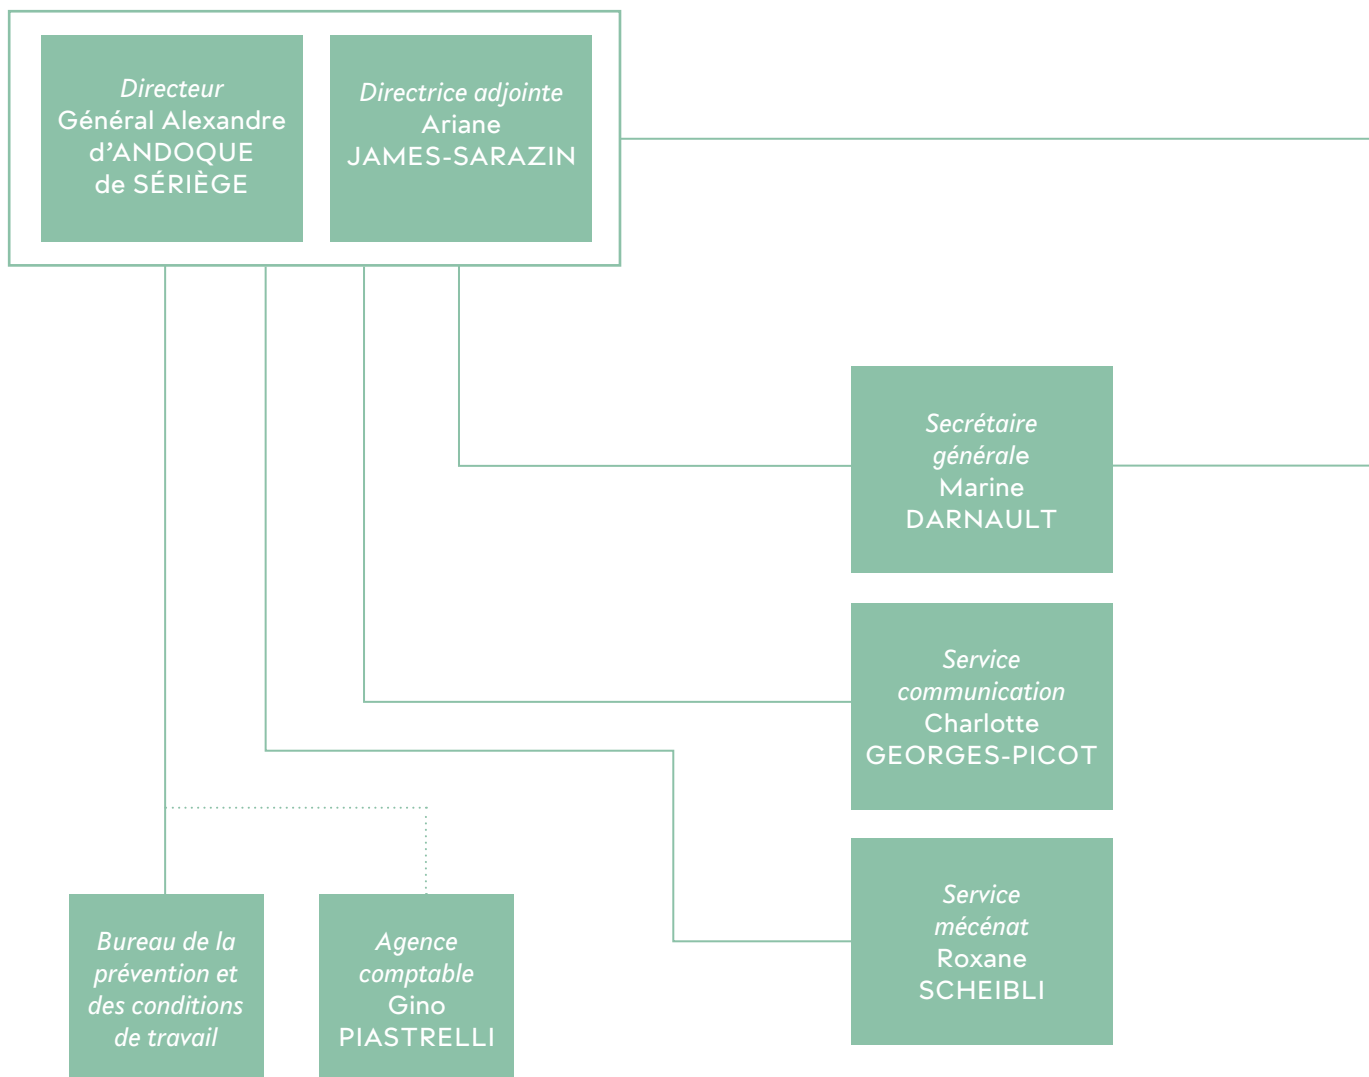 Directeur
Général Alexandre
d’ANDOQUE
de SÉRIÈGE
Directrice adjointe
Ariane
JAMES-SARAZIN
Secrétaire
générale
Marine
DARNAULT
Service
communication
Charlotte
GEORGES-PICOT
Service
mécénat
Roxane
SCHEIBLI
Bureau de la
prévention et
des conditions
de travail
Agence
comptable
Gino
PIASTRELLI